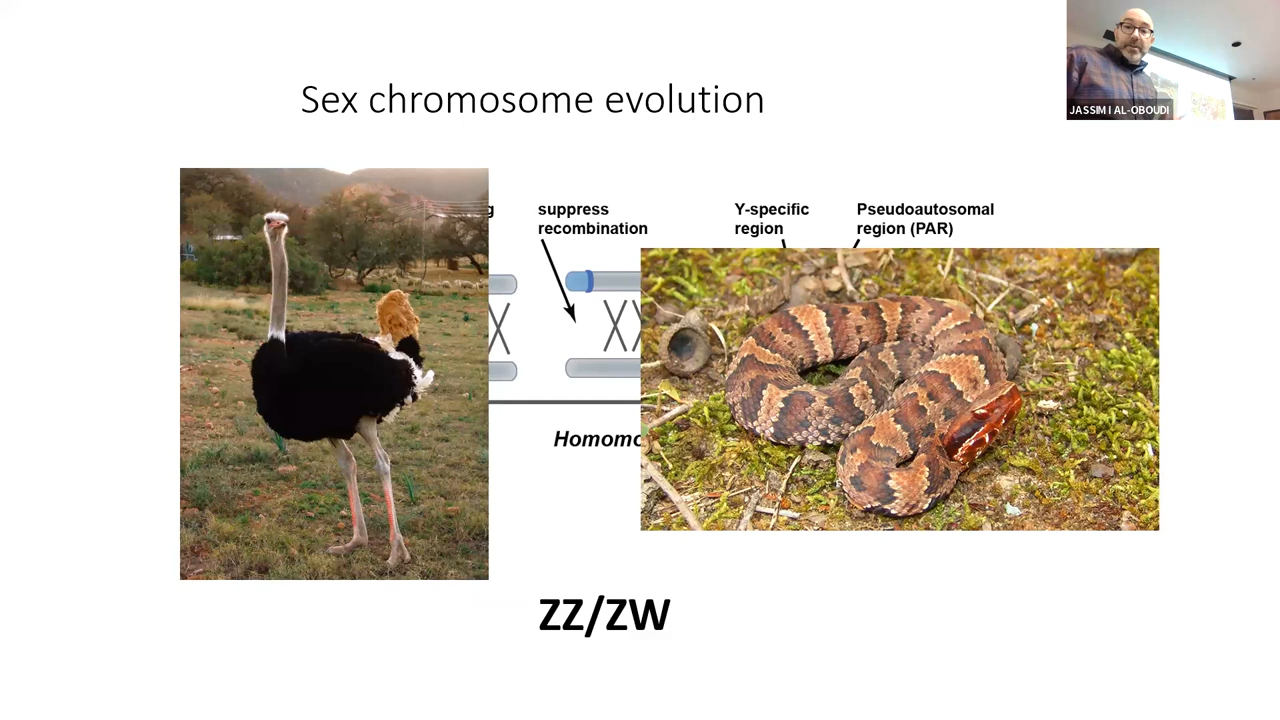 Sex chromosome evolution
JASSIM I AL-OBOUDI
suppress
recombination
Y-specific
region
Pseudoautosomal
region (PAR)
ZZ/ZW